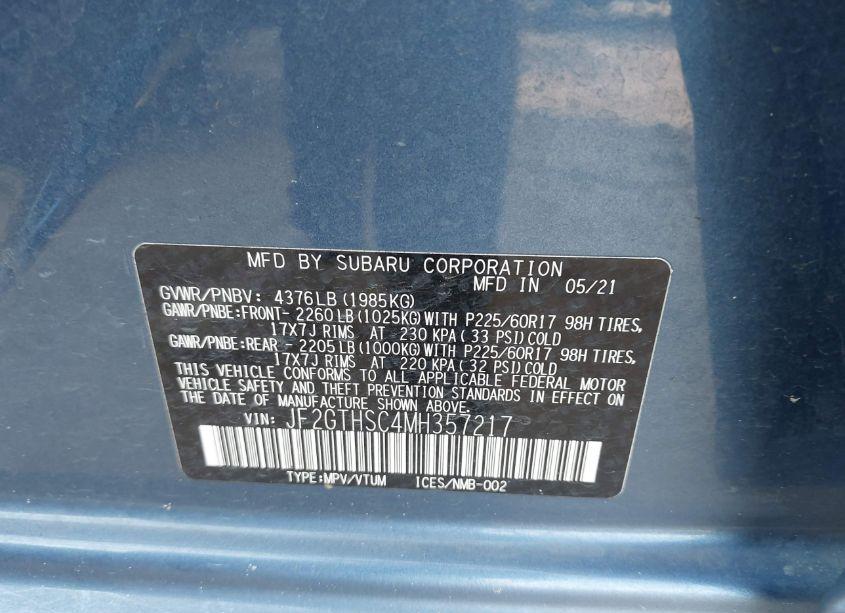 MFD BY SUBARU CORPORATION
MFD IN 05/21
GVWR/PNBV: 4376LB (1985KG)
GAWR/PNBE:FRONT- 2260LB (1025KG) WITH P225/60R17 98H TIRES,
17X7J RIMS AT 230 KPA ( 33 PSI) COLD
GAWR/PNBE:REAR - 2205LB (1000KG) WITH P225/60R17 98H TIRES,
17X7J RIMS AT 220 KPA ( 32 PSI) COLD
THIS VEHICLE CONFORMS TO ALL APPLICABLE FEDERAL MOTOR
VEHICLE SAFETY AND THEFT PREVENTION STANDARDS IN EFFECT ON
THE DATE OF MANUFACTURE SHOWN ABOVE.
VIN: JF2GTHSC4MH357217
TYPE:MPV/VTUM ICES/NMB-002